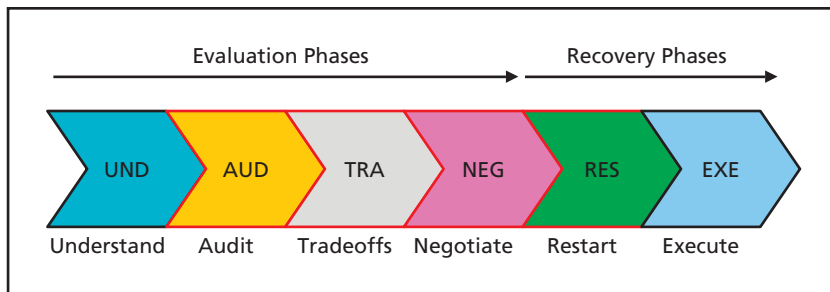 Evaluation Phases Recovery Phases
UND AUD TRA NEG RES EXE
Understand Audit Tradeoffs Negotiate Restart Execute